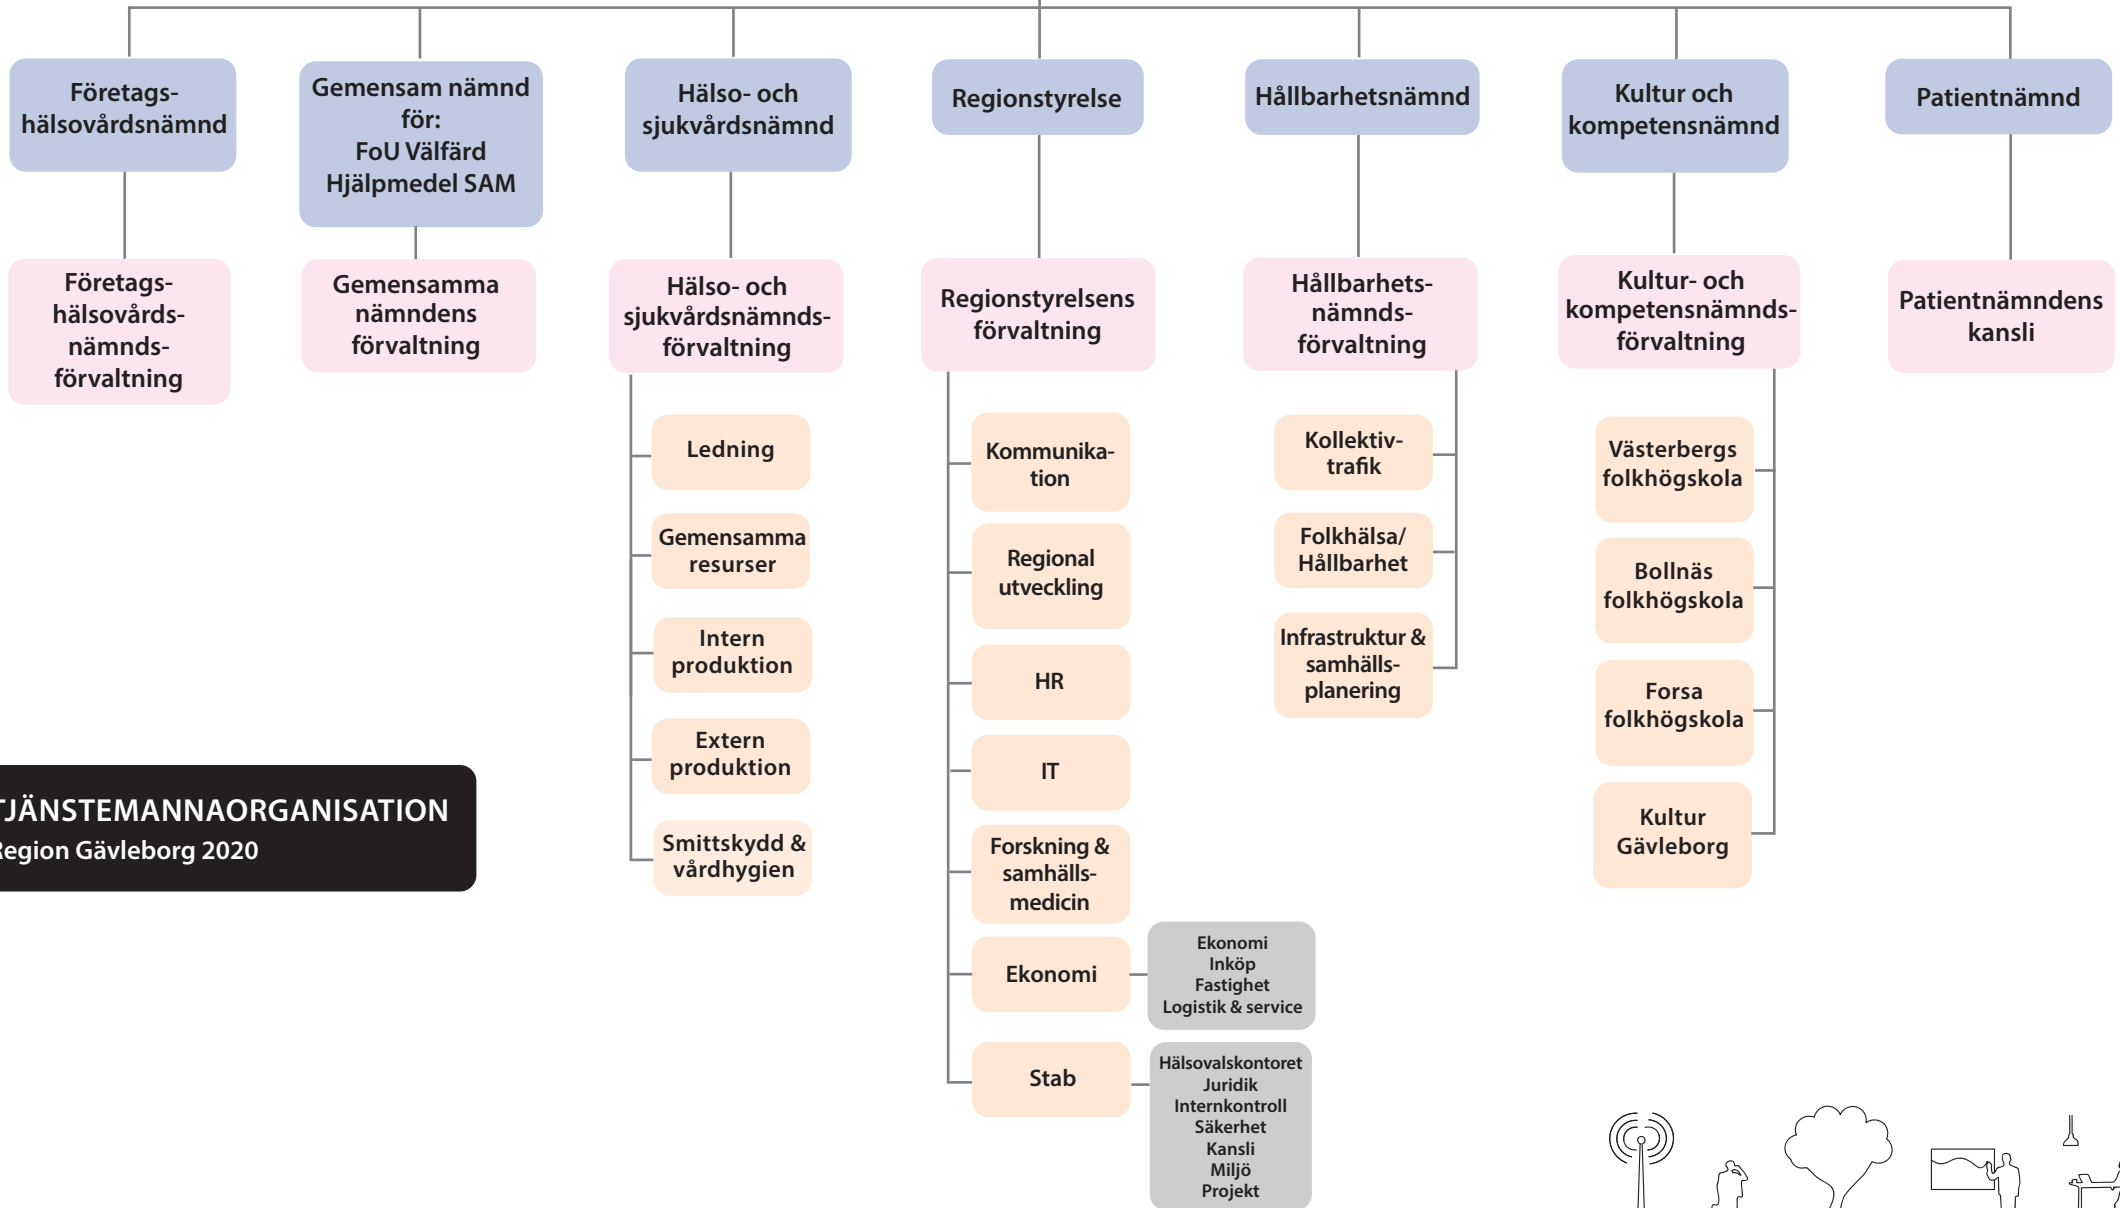 Företags-
hälsovårdsnämnd
Gemensam nämnd
för:
FoU Välfärd
Hjälpmedel SAM
Hälso- och
sjukvårdsnämnd
Regionstyrelse
Hållbarhetsnämnd
Kultur och
kompetensnämnd
Patientnämnd
Företags-
hälsovårds-
nämnds-
förvaltning
Gemensamma
nämndens
förvaltning
Hälso- och
sjukvårdsnämnds-
förvaltning
Regionstyrelsens
förvaltning
Hållbarhets-
nämnds-
förvaltning
Kultur- och
kompetensnämnds-
förvaltning
Patientnämndens
kansli
Ledning
Gemensamma
resurser
Intern
produktion
Extern
produktion
Smittskydd &
vårdhygien
Kommunika-
tion
Regional
utveckling
HR
IT
Forskning &
samhälls-
medicin
Ekonomi
Ekonomi
Inköp
Fastighet
Logistik & service
Stab
Hälsovalskontoret
Juridik
Internkontroll
Säkerhet
Kansli
Miljö
Projekt
Kollektiv-
trafik
Folkhälsa/
Hållbarhet
Infrastruktur &
samhälls-
planering
Västerbergs
folkhögskola
Bollnäs
folkhögskola
Forsa
folkhögskola
Kultur
Gävleborg
TJÄNSTEMANNAORGANISATION
Region Gävleborg 2020